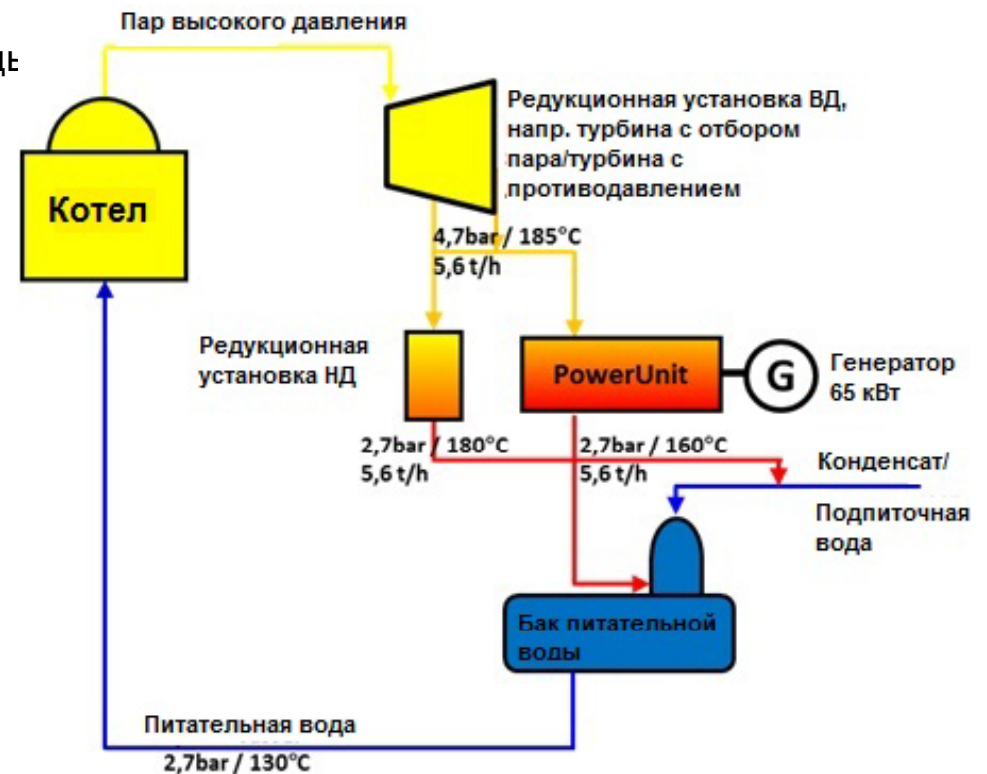 Пар высокого давления
Редукционная установка ВД,
напр. турбина с отбором
пара/турбина с
противодавлением
Котел
4,7bar / 185°C
5,6 t/h
Редукционная
установка НД
PowerUnit
G
Генератор
65 кВт
2,7bar / 180°C
5,6 t/h
2,7bar / 160°C
5,6 t/h
Конденсат/
Подпиточная
вода
Бак питательной
воды
Питательная вода
2,7bar / 130°C